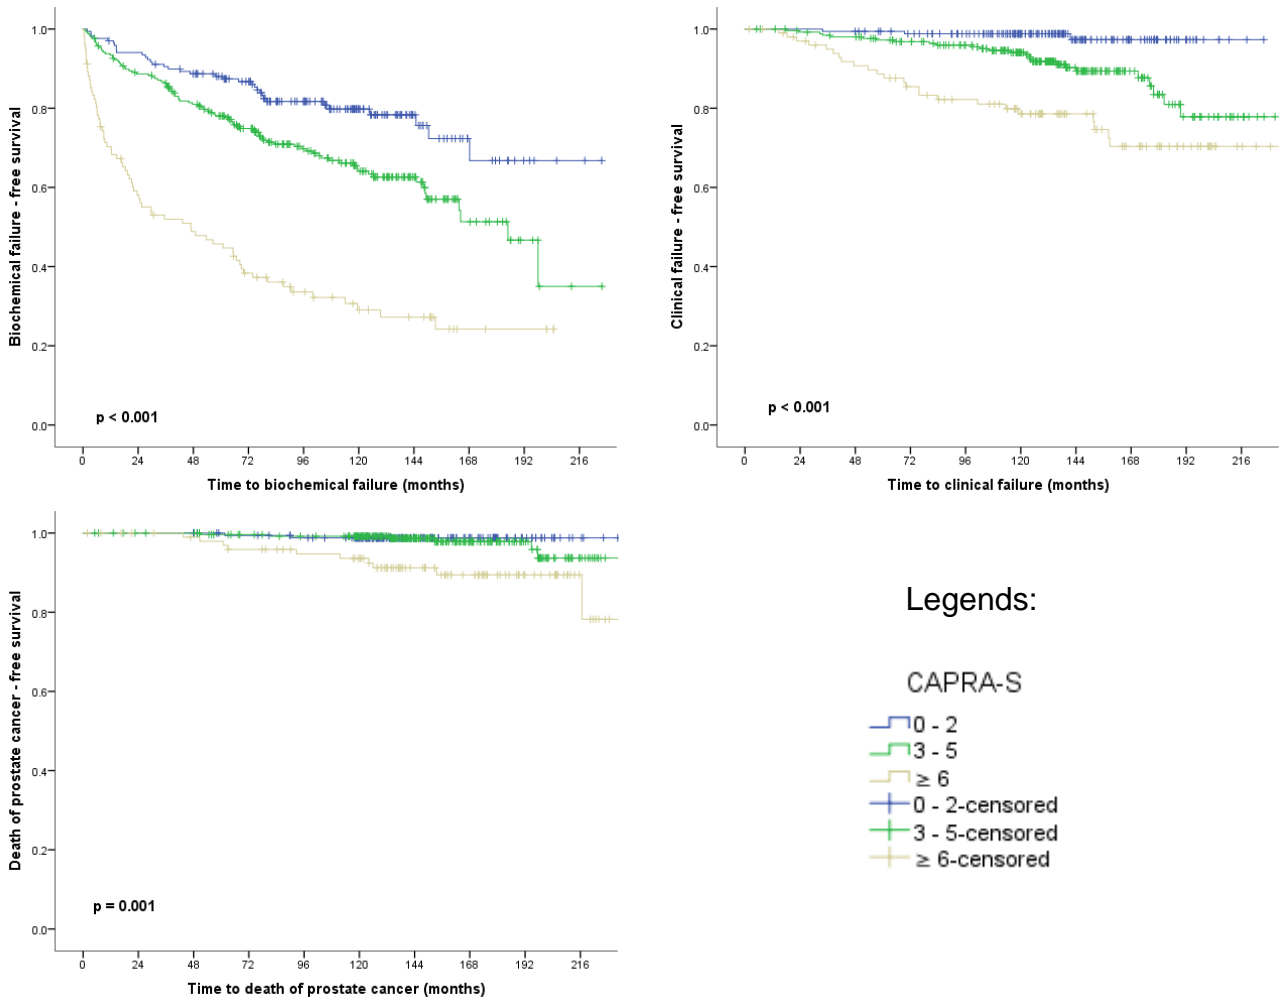 Biochemical failure - free survival
1.0
0.8
0.6
0.4
0.2
0.0
p < 0.001
0 24 48 72 96 120 144 168 192 216
Time to biochemical failure (months)
Clinical failure - free survival
1.0
0.8
0.6
0.4
0.2
0.0
p < 0.001
0 24 48 72 96 120 144 168 192 216
Time to clinical failure (months)
Death of prostate cancer - free survival
1.0
0.8
0.6
0.4
0.2
0.0
p = 0.001
0 24 48 72 96 120 144 168 192 216
Time to death of prostate cancer (months)
Legends:
CAPRA-S
0 - 2
3 - 5
≥ 6
0 - 2-censored
3 - 5-censored
≥ 6-censored